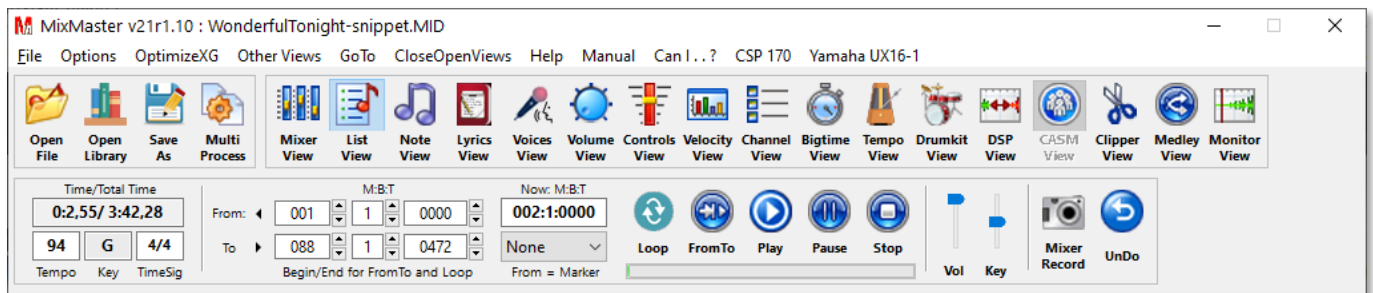 MixMaster v21r1.10 : WonderfulTonight-snippet.MID
File Options OptimizeXG Other Views GoTo CloseOpenViews Help Manual Can I . . ? CSP 170 Yamaha UX16-1
Open File
Open Library
Save As
Multi Process
Mixer View
List View
Note View
Lyrics View
Voices View
Volume View
Controls View
Velocity View
Channel View
Bigtime View
Tempo View
Drumkit View
DSP View
CASM View
Clipper View
Medley View
Monitor View
Time/Total Time
0:2,55/ 3:42,28
94 G 4/4
Tempo Key TimeSig
M:B:T
From: 001 1 0000
To 088 1 0472
Begin/End for FromTo and Loop
Now: M:B:T
002:1:0000
None
From = Marker
Loop FromTo Play Pause Stop
Vol Key
Mixer Record
UnDo